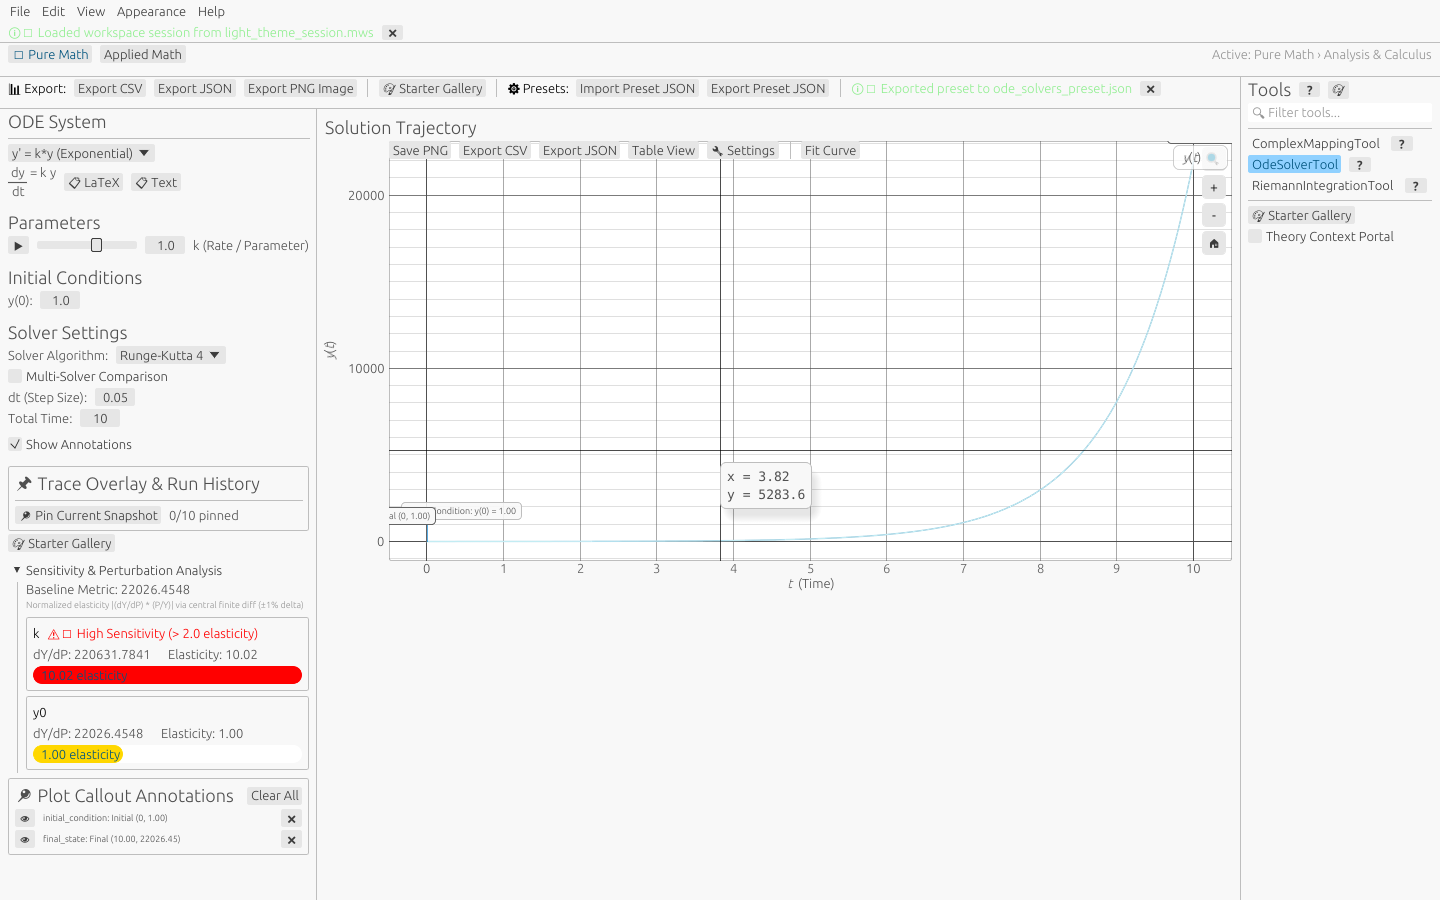 File Edit View Appearance Help
Loaded workspace session from light_theme_session.mws
Pure Math Applied Math Active: Pure Math › Analysis & Calculus
Export: Export CSV Export JSON Export PNG Image Starter Gallery Presets: Import Preset JSON Export Preset JSON Exported preset to ode_solvers_preset.json
ODE System
y' = k*y (Exponential)
dy/dt = k y LaTeX Text
Parameters
1.0 k (Rate / Parameter)
Initial Conditions
y(0): 1.0
Solver Settings
Solver Algorithm: Runge-Kutta 4
Multi-Solver Comparison
dt (Step Size): 0.05
Total Time: 10
Show Annotations
Trace Overlay & Run History
Pin Current Snapshot 0/10 pinned
Starter Gallery
Sensitivity & Perturbation Analysis
Baseline Metric: 22026.4548
Normalized elasticity |(dY/dP) * (P/Y)| via central finite diff (±1% delta)
k High Sensitivity (> 2.0 elasticity)
dY/dP: 220631.7841 Elasticity: 10.02
10.02 elasticity
y0
dY/dP: 22026.4548 Elasticity: 1.00
1.00 elasticity
Plot Callout Annotations Clear All
initial_condition: Initial (0, 1.00)
final_state: Final (10.00, 22026.45)
Solution Trajectory
Save PNG Export CSV Export JSON Table View Settings Fit Curve
y(t)
+
-
20000
10000
0
y(t)
x = 3.82
y = 5283.6
ondition: y(0) = 1.00
al (0, 1.00)
0 1 2 3 4 5 6 7 8 9 10
t (Time)
Tools ?
Filter tools...
ComplexMappingTool ?
OdeSolverTool ?
RiemannIntegrationTool ?
Starter Gallery
Theory Context Portal